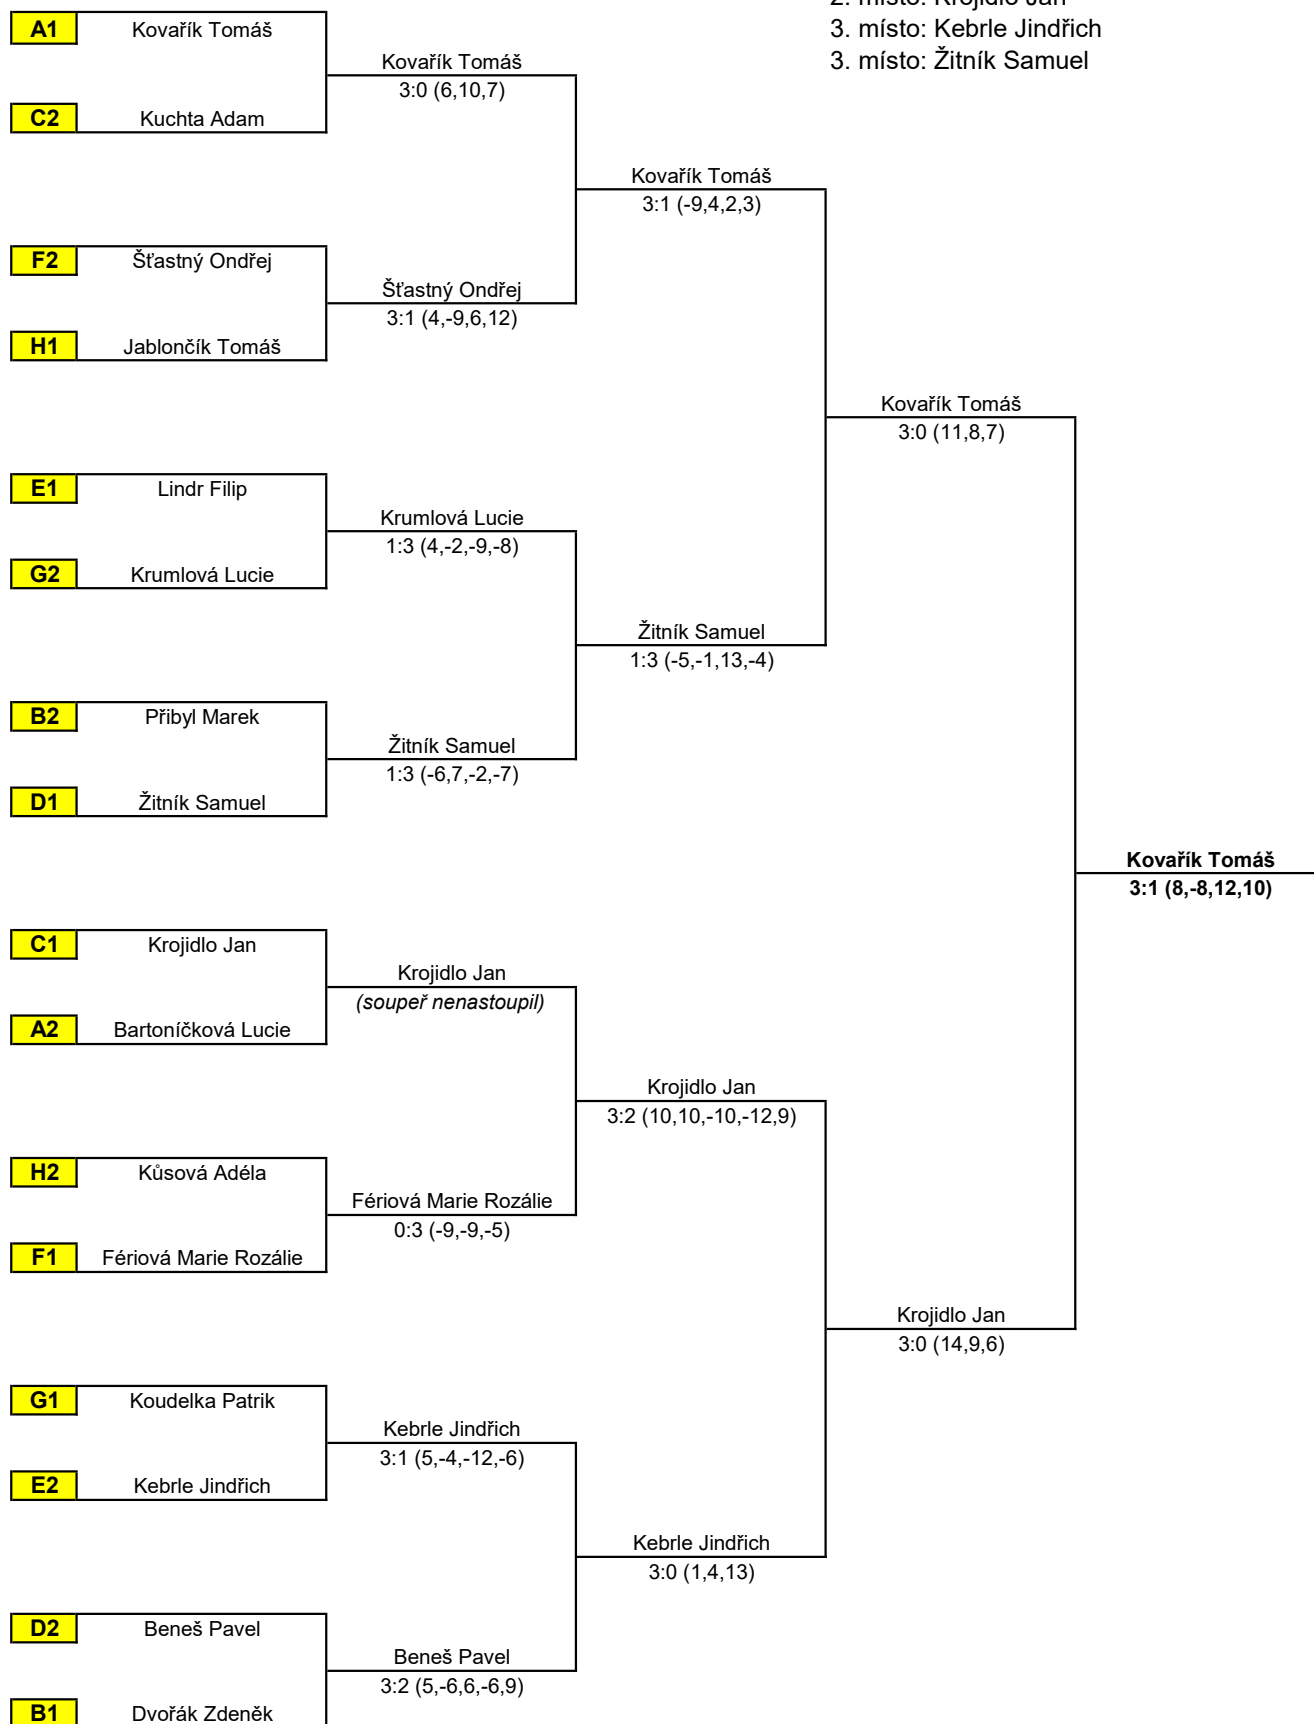 2. místo: Krojidlo Jan
A1 Kovařík Tomáš
3. místo: Kebrle Jindřich
Kovařík Tomáš
3. místo: Žitník Samuel
3:0 (6,10,7)
C2 Kuchta Adam
Kovařík Tomáš
3:1 (-9,4,2,3)
F2 Šťastný Ondřej
Šťastný Ondřej
3:1 (4,-9,6,12)
H1 Jablončík Tomáš
Kovařík Tomáš
3:0 (11,8,7)
E1 Lindr Filip
Krumlová Lucie
1:3 (4,-2,-9,-8)
G2 Krumlová Lucie
Žitník Samuel
1:3 (-5,-1,13,-4)
B2 Přibyl Marek
Žitník Samuel
1:3 (-6,7,-2,-7)
D1 Žitník Samuel
Kovařík Tomáš
3:1 (8,-8,12,10)
C1 Krojidlo Jan
Krojidlo Jan
(soupeř nenastoupil)
A2 Bartoníčková Lucie
Krojidlo Jan
3:2 (10,10,-10,-12,9)
H2 Kůsová Adéla
Fériová Marie Rozálie
0:3 (-9,-9,-5)
F1 Fériová Marie Rozálie
Krojidlo Jan
3:0 (14,9,6)
G1 Koudelka Patrik
Kebrle Jindřich
3:1 (5,-4,-12,-6)
E2 Kebrle Jindřich
Kebrle Jindřich
3:0 (1,4,13)
D2 Beneš Pavel
Beneš Pavel
3:2 (5,-6,6,-6,9)
B1 Dvořák Zdeněk